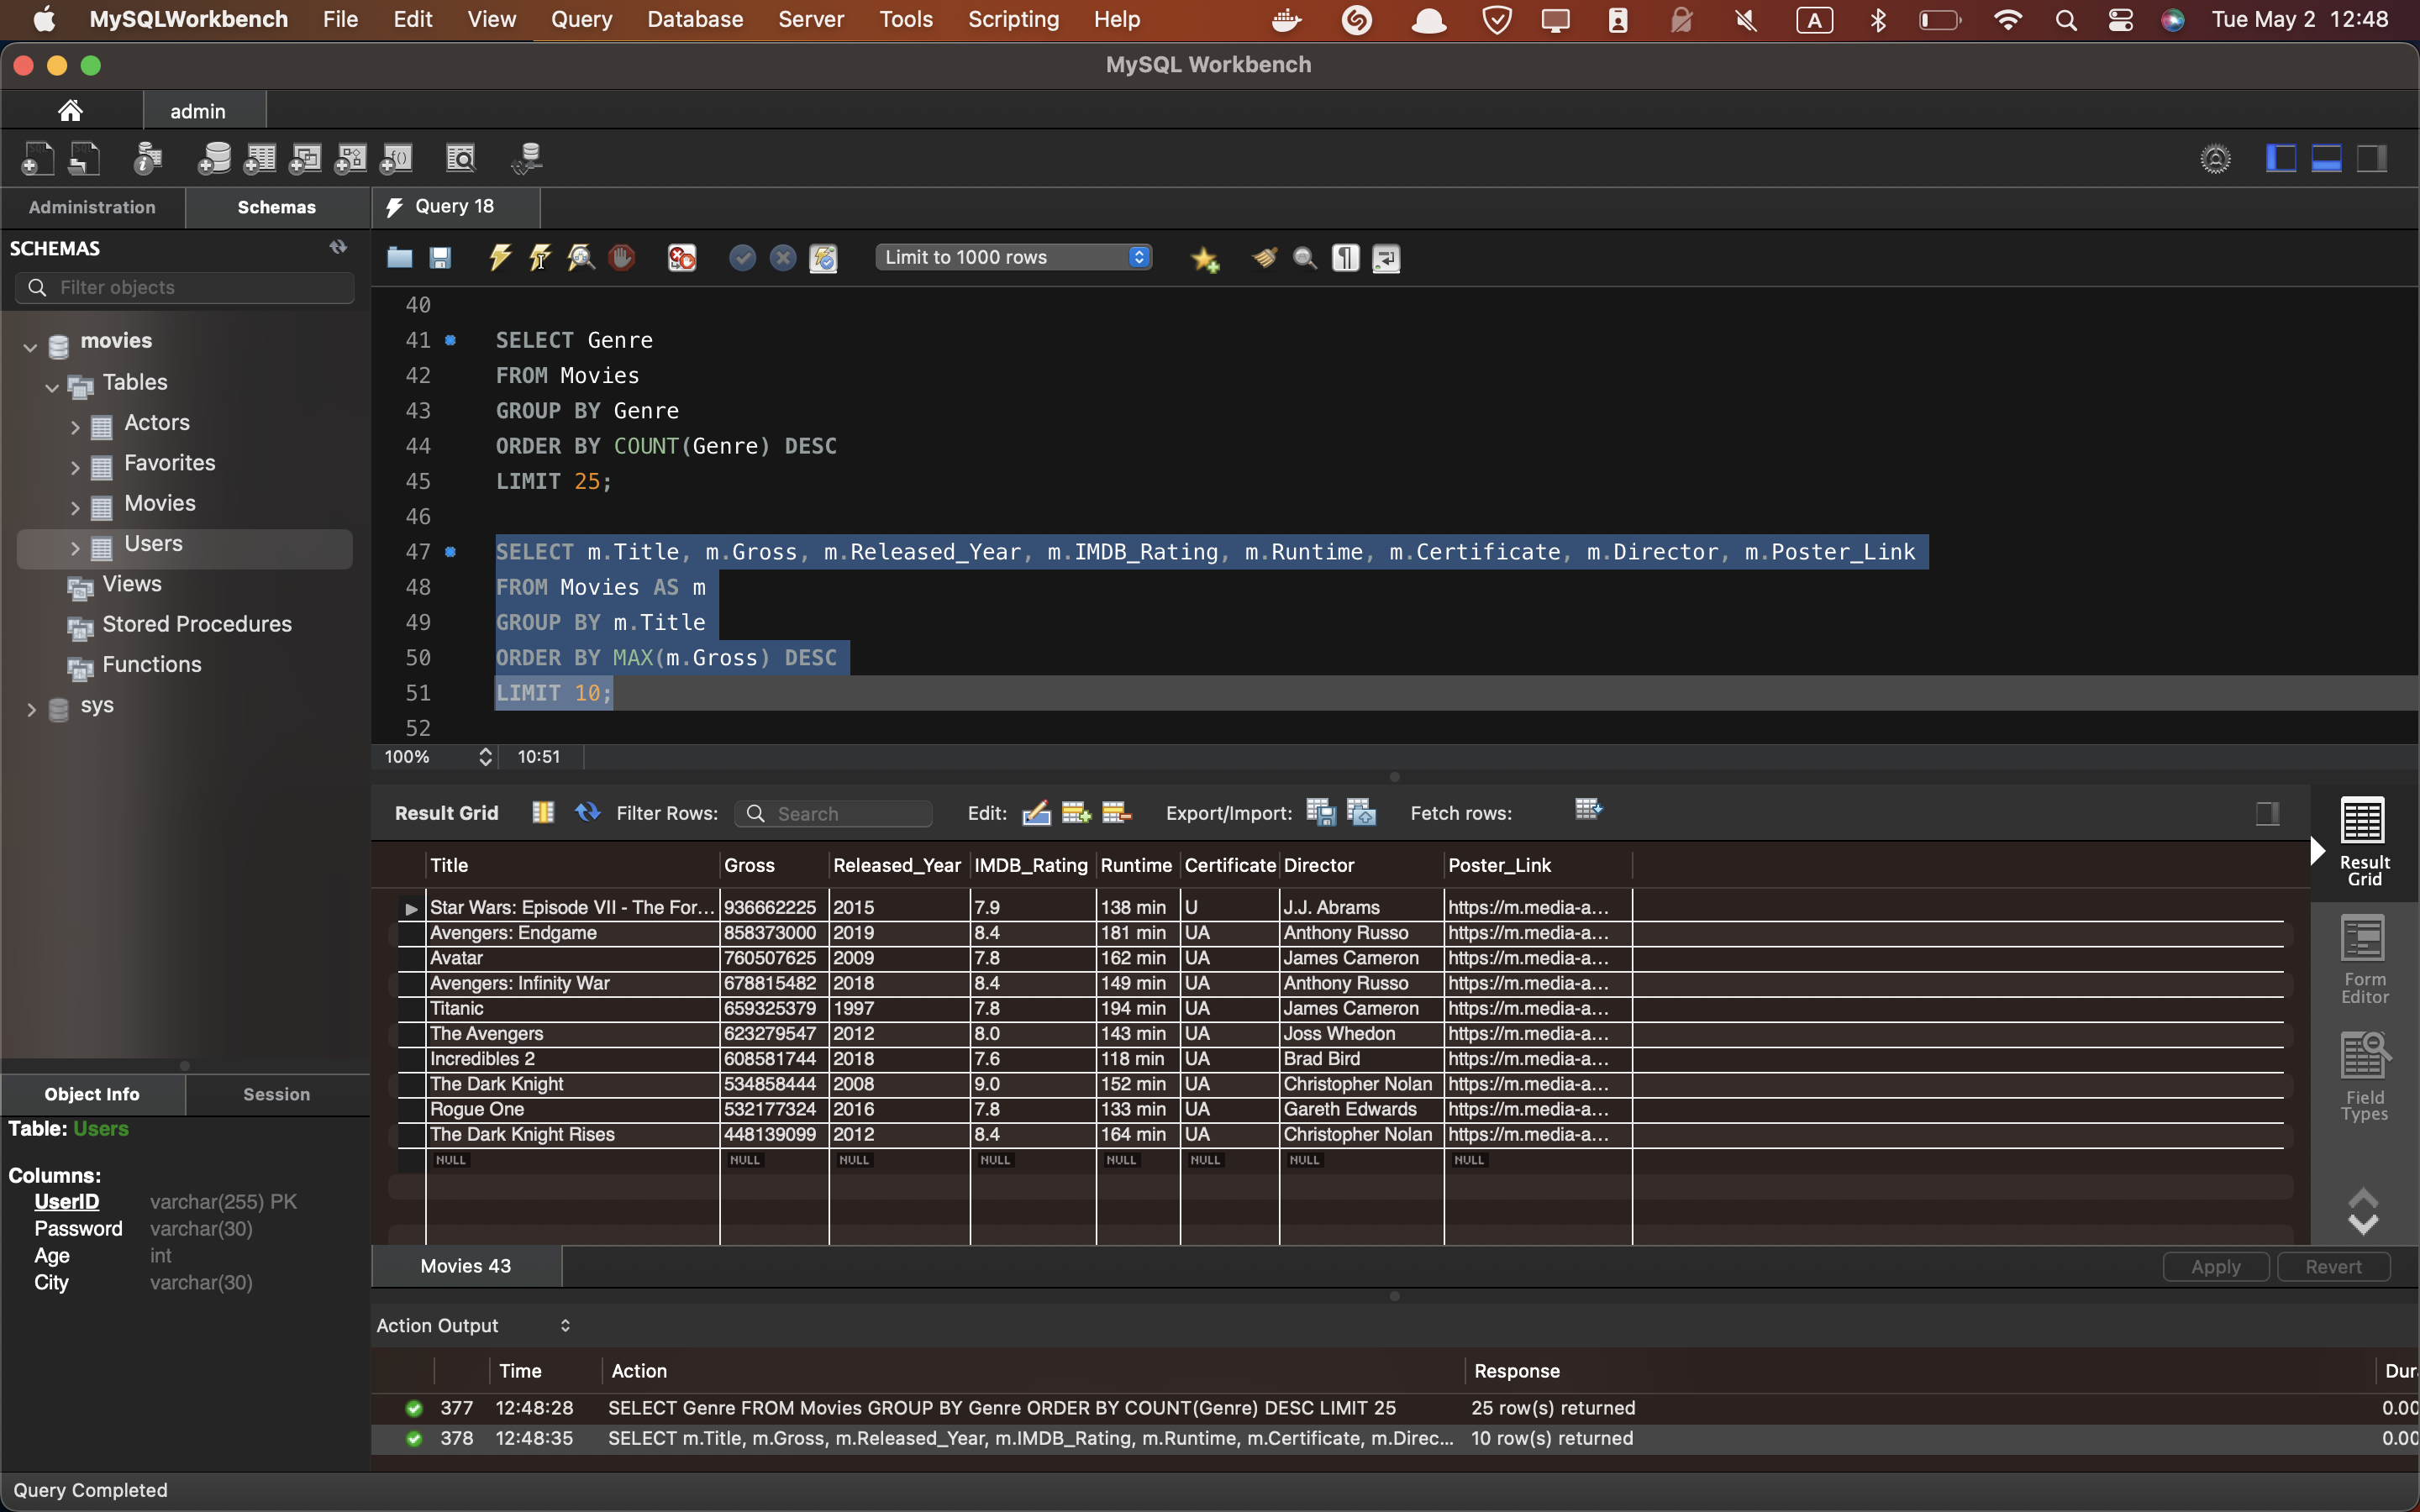 MySQLWorkbench File Edit View Query Database Server Tools Scripting Help A Tue May 2 12:48
MySQL Workbench
admin
Administration Schemas Query 18
SCHEMAS
Limit to 1000 rows
Filter objects
movies
Tables
Actors
Favorites
Movies
Users
Views
Stored Procedures
Functions
sys
40
41 SELECT Genre
42 FROM Movies
43 GROUP BY Genre
44 ORDER BY COUNT(Genre) DESC
45 LIMIT 25;
46
47 SELECT m.Title, m.Gross, m.Released_Year, m.IMDB_Rating, m.Runtime, m.Certificate, m.Director, m.Poster_Link
48 FROM Movies AS m
49 GROUP BY m.Title
50 ORDER BY MAX(m.Gross) DESC
51 LIMIT 10;
52
100% 10:51
Result Grid Filter Rows: Search Edit: Export/Import: Fetch rows:
Title Gross Released_Year IMDB_Rating Runtime Certificate Director Poster_Link
Star Wars: Episode VII - The For... 936662225 2015 7.9 138 min U J.J. Abrams https://m.media-a...
Avengers: Endgame 858373000 2019 8.4 181 min UA Anthony Russo https://m.media-a...
Avatar 760507625 2009 7.8 162 min UA James Cameron https://m.media-a...
Avengers: Infinity War 678815482 2018 8.4 149 min UA Anthony Russo https://m.media-a...
Titanic 659325379 1997 7.8 194 min UA James Cameron https://m.media-a...
The Avengers 623279547 2012 8.0 143 min UA Joss Whedon https://m.media-a...
Incredibles 2 608581744 2018 7.6 118 min UA Brad Bird https://m.media-a...
The Dark Knight 534858444 2008 9.0 152 min UA Christopher Nolan https://m.media-a...
Rogue One 532177324 2016 7.8 133 min UA Gareth Edwards https://m.media-a...
The Dark Knight Rises 448139099 2012 8.4 164 min UA Christopher Nolan https://m.media-a...
NULL NULL NULL NULL NULL NULL NULL NULL
Result
Grid
Form
Editor
Field
Types
Object Info Session
Table: Users
Columns:
UserID varchar(255) PK
Password varchar(30)
Age int
City varchar(30)
Movies 43 Apply Revert
Action Output
Time Action Response Dur
377 12:48:28 SELECT Genre FROM Movies GROUP BY Genre ORDER BY COUNT(Genre) DESC LIMIT 25 25 row(s) returned 0.00
378 12:48:35 SELECT m.Title, m.Gross, m.Released_Year, m.IMDB_Rating, m.Runtime, m.Certificate, m.Direc... 10 row(s) returned 0.00
Query Completed